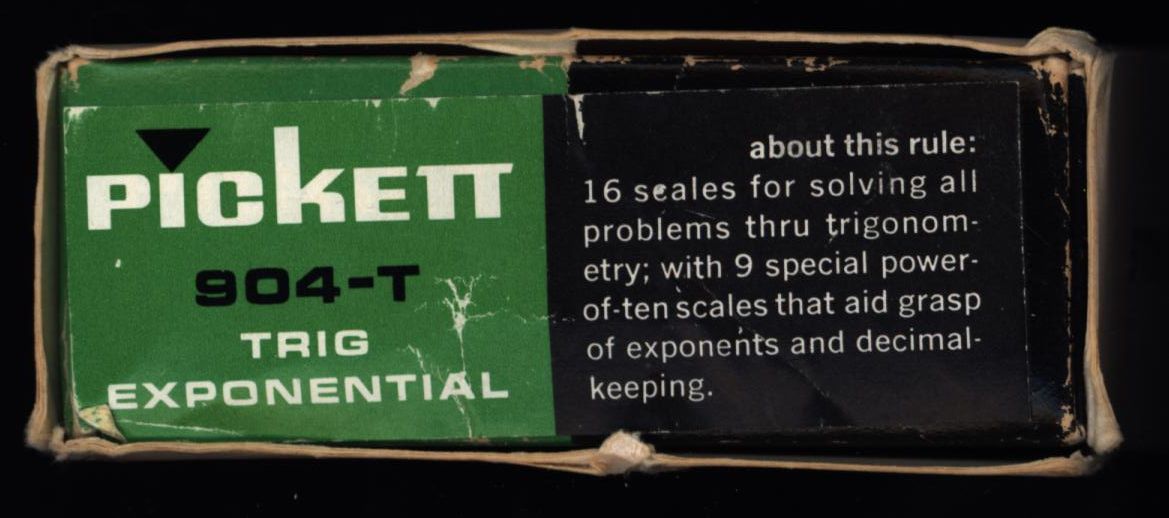 PickETT
904-T
TRIG
EXPONENTIAL
about this rule:
16 scales for solving all
problems thru trigonom-
etry; with 9 special power-
of-ten scales that aid grasp
of exponents and decimal-
keeping.